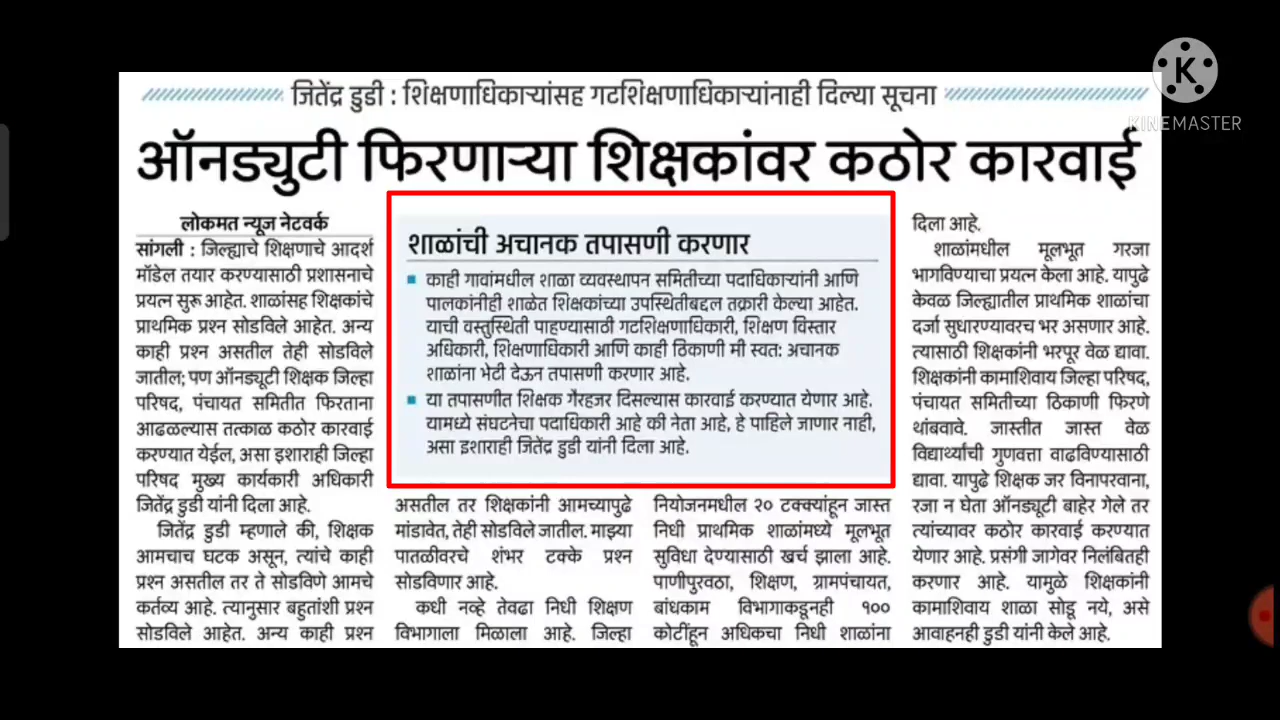 जितेंद्र डुडी : शिक्षणाधिकाऱ्यांसह गटशिक्षणाधिकाऱ्यांनाही दिल्या सूचना
KINEMASTER
ऑनड्युटी फिरणाऱ्या शिक्षकांवर कठोर कारवाई
लोकमत न्यूज नेटवर्क
सांगली : जिल्ह्याचे शिक्षणाचे आदर्श
मॉडेल तयार करण्यासाठी प्रशासनाचे
प्रयत्न सुरू आहेत. शाळांसह शिक्षकांचे
प्राथमिक प्रश्न सोडविले आहेत. अन्य
काही प्रश्न असतील तेही सोडविले
जातील; पण ऑनड्यूटी शिक्षक जिल्हा
परिषद, पंचायत समितीत फिरताना
आढळल्यास तत्काळ कठोर कारवाई
करण्यात येईल, असा इशाराही जिल्हा
परिषद मुख्य कार्यकारी अधिकारी
जितेंद्र डुडी यांनी दिला आहे.
जितेंद्र डुडी म्हणाले की, शिक्षक
आमचाच घटक असून, त्यांचे काही
प्रश्न असतील तर ते सोडविणे आमचे
कर्तव्य आहे. त्यानुसार बहुतांशी प्रश्न
सोडविले आहेत. अन्य काही प्रश्न
शाळांची अचानक तपासणी करणार
काही गावांमधील शाळा व्यवस्थापन समितीच्या पदाधिकाऱ्यांनी आणि
पालकांनीही शाळेत शिक्षकांच्या उपस्थितीबद्दल तक्रारी केल्या आहेत.
याची वस्तुस्थिती पाहण्यासाठी गटशिक्षणाधिकारी, शिक्षण विस्तार
अधिकारी, शिक्षणाधिकारी आणि काही ठिकाणी मी स्वत: अचानक
शाळांना भेटी देऊन तपासणी करणार आहे.
या तपासणीत शिक्षक गैरहजर दिसल्यास कारवाई करण्यात येणार आहे.
यामध्ये संघटनेचा पदाधिकारी आहे की नेता आहे, हे पाहिले जाणार नाही,
असा इशाराही जितेंद्र डुडी यांनी दिला आहे.
असतील तर शिक्षकांनी आमच्यापुढे
मांडावेत, तेही सोडविले जातील. माझ्या
पातळीवरचे शंभर टक्के प्रश्न
सोडविणार आहे.
कधी नव्हे तेवढा निधी शिक्षण
विभागाला मिळाला आहे. जिल्हा
नियोजनमधील २० टक्क्यांहून जास्त
निधी प्राथमिक शाळांमध्ये मूलभूत
सुविधा देण्यासाठी खर्च झाला आहे.
पाणीपुरवठा, शिक्षण, ग्रामपंचायत,
बांधकाम विभागाकडूनही १००
कोटींहून अधिकचा निधी शाळांना
दिला आहे.
शाळांमधील मूलभूत गरजा
भागविण्याचा प्रयत्न केला आहे. यापुढे
केवळ जिल्ह्यातील प्राथमिक शाळांचा
दर्जा सुधारण्यावरच भर असणार आहे.
त्यासाठी शिक्षकांनी भरपूर वेळ द्यावा.
शिक्षकांनी कामाशिवाय जिल्हा परिषद,
पंचायत समितीच्या ठिकाणी फिरणे
थांबवावे. जास्तीत जास्त वेळ
विद्यार्थ्यांची गुणवत्ता वाढविण्यासाठी
द्यावा. यापुढे शिक्षक जर विनापरवाना,
रजा न घेता ऑनड्यूटी बाहेर गेले तर
त्यांच्यावर कठोर कारवाई करण्यात
येणार आहे. प्रसंगी जागेवर निलंबितही
करणार आहे. यामुळे शिक्षकांनी
कामाशिवाय शाळा सोडू नये, असे
आवाहनही डुडी यांनी केले आहे.